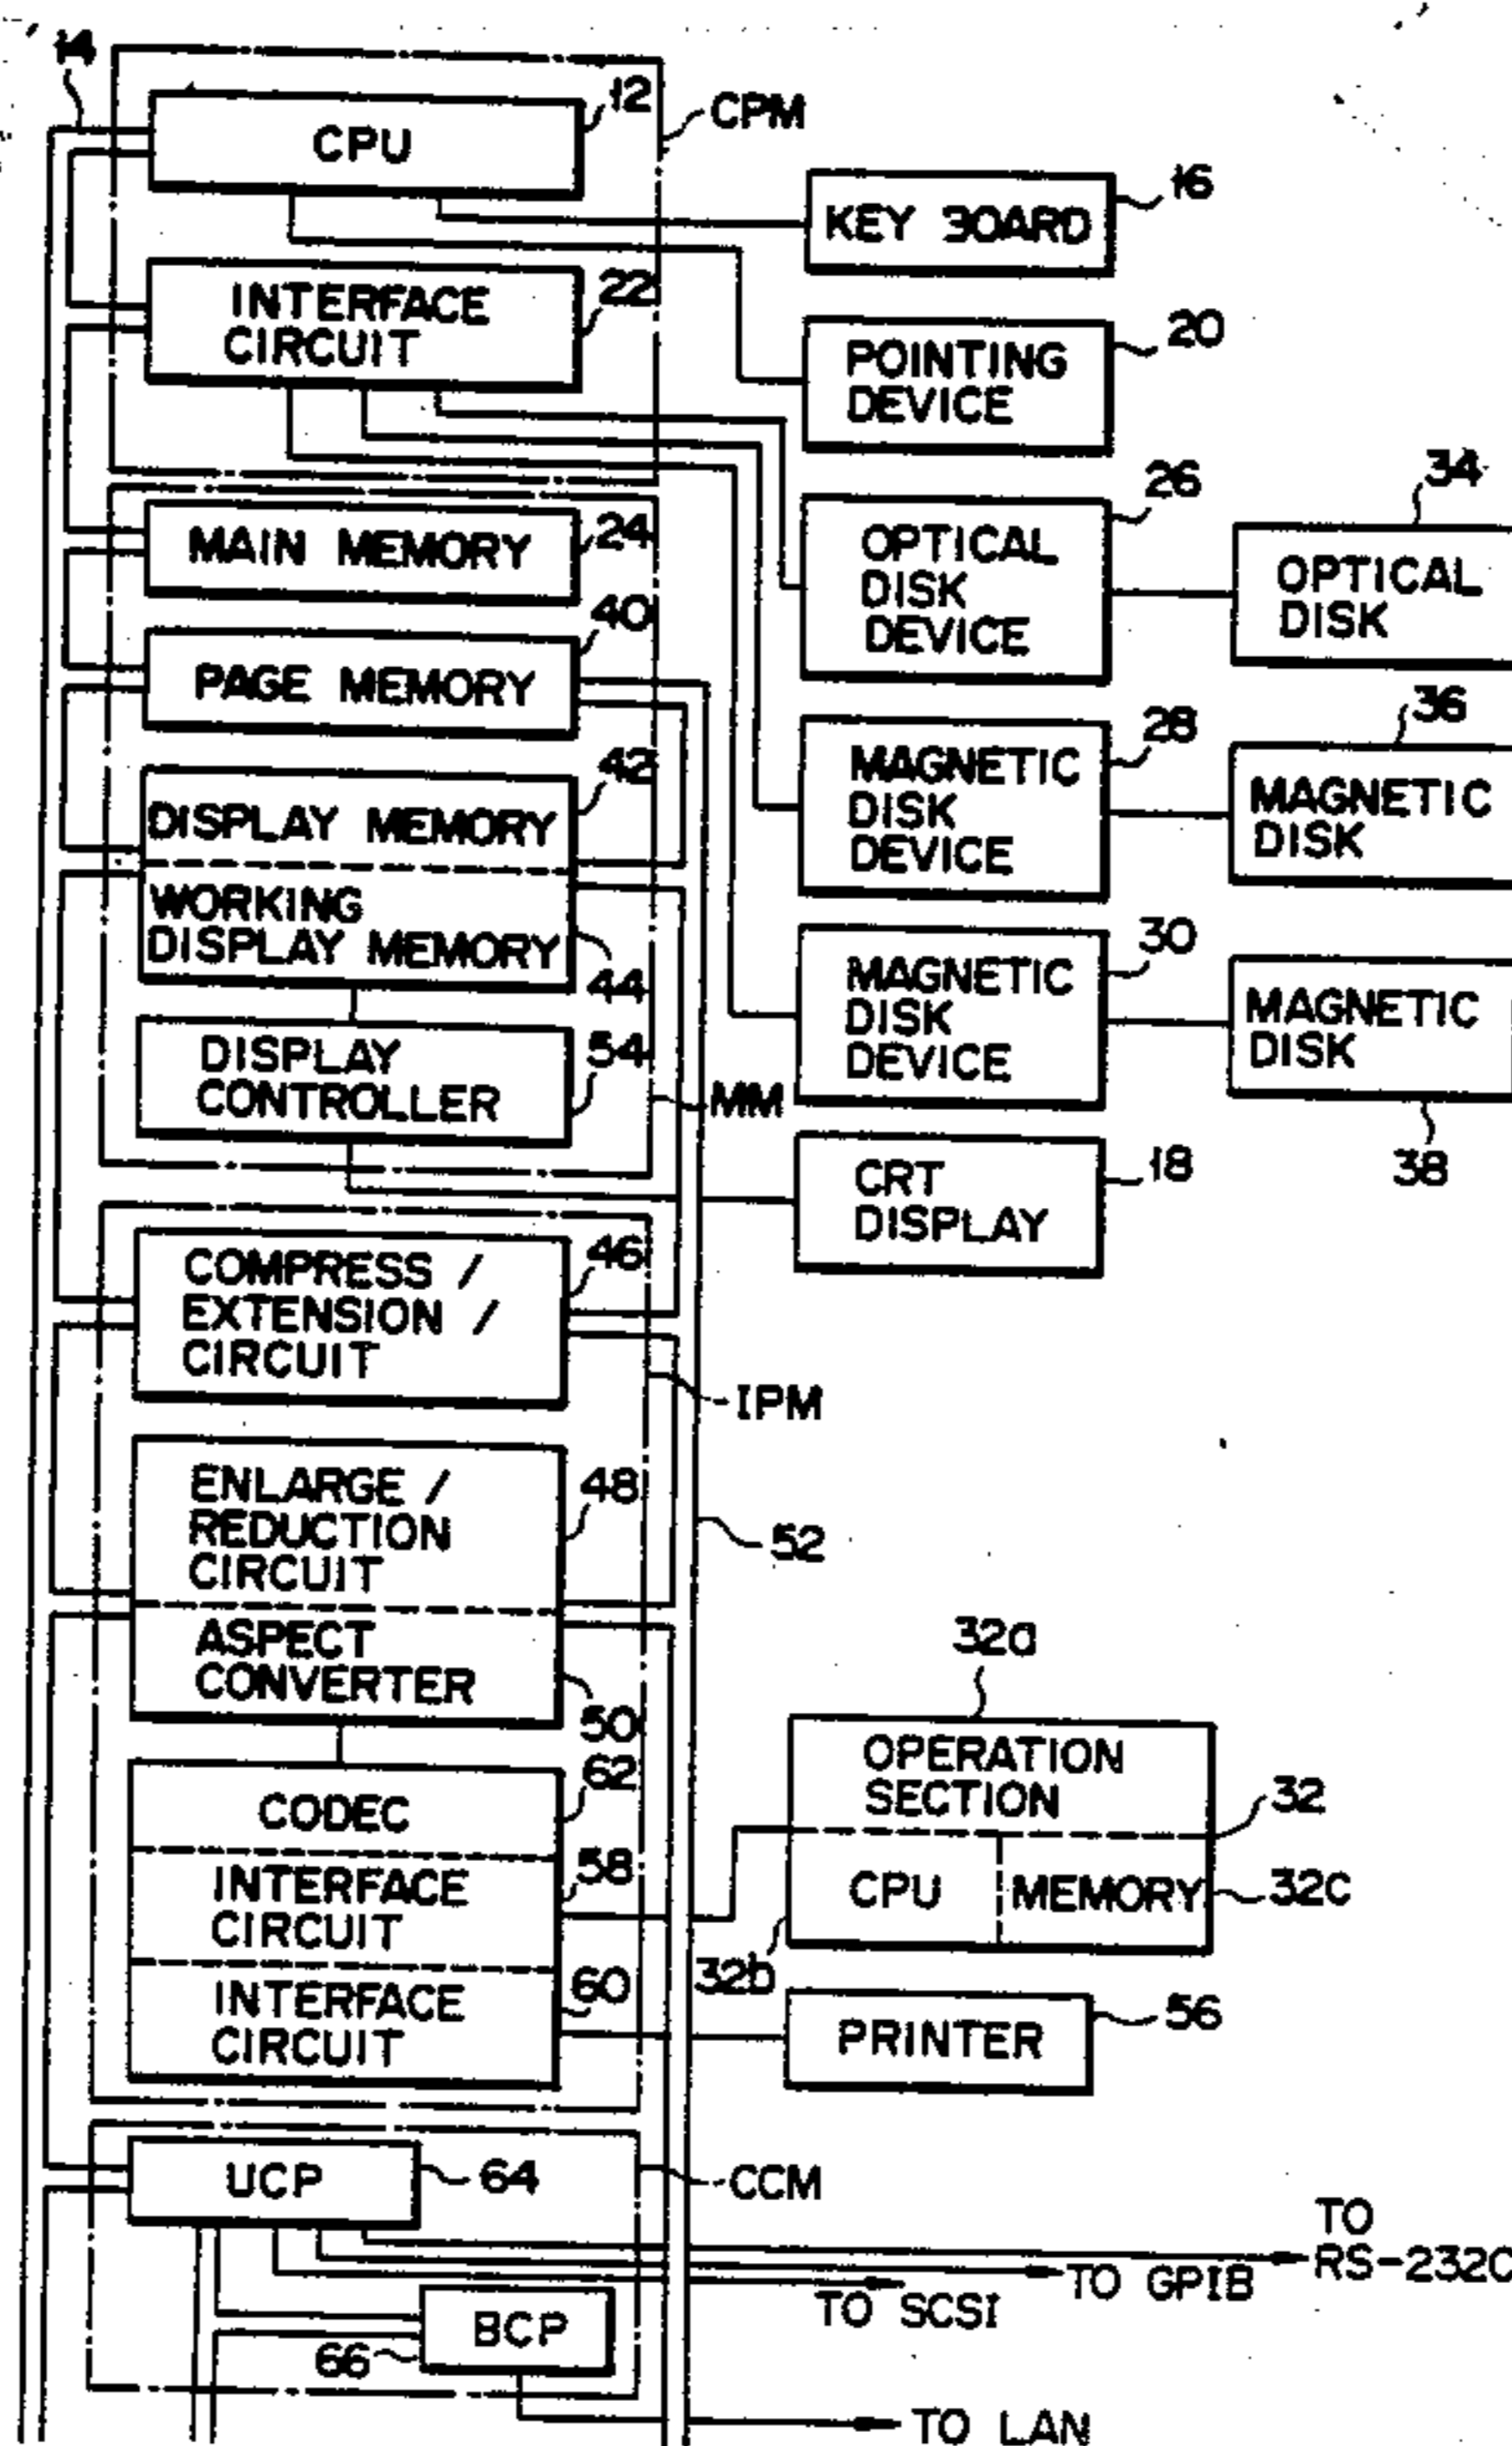 14
12
CPM
CPU
16
KEY BOARD
22
INTERFACE
CIRCUIT
20
POINTING
DEVICE
26
34
MAIN MEMORY
24
OPTICAL
DISK
DEVICE
OPTICAL
DISK
40
PAGE MEMORY
28
36
42
MAGNETIC
DISK
DEVICE
MAGNETIC
DISK
DISPLAY MEMORY
WORKING
DISPLAY MEMORY
44
30
MAGNETIC
DISK
DEVICE
MAGNETIC
DISK
38
DISPLAY
CONTROLLER
54
MM
18
CRT
DISPLAY
46
COMPRESS /
EXTENSION /
CIRCUIT
IPM
48
ENLARGE /
REDUCTION
CIRCUIT
52
ASPECT
CONVERTER
50
32a
OPERATION
SECTION
32
CPU
MEMORY
32c
32b
62
CODEC
58
INTERFACE
CIRCUIT
60
INTERFACE
CIRCUIT
56
PRINTER
UCP
64
CCM
TO
RS-232C
TO GPIB
TO SCSI
BCP
66
TO LAN